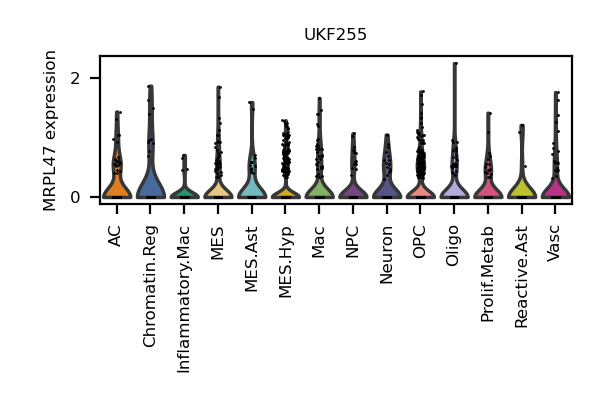 UKF255
MRPL47 expression
2
0
AC
Chromatin.Reg
Inflammatory.Mac
MES
MES.Ast
MES.Hyp
Mac
NPC
Neuron
OPC
Oligo
Prolif.Metab
Reactive.Ast
Vasc